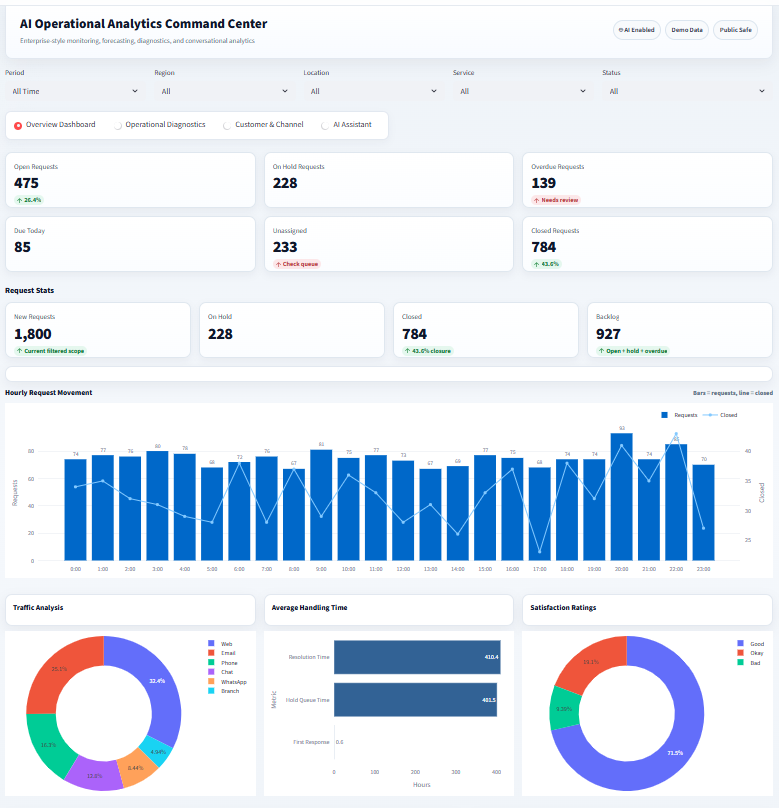 AI Operational Analytics Command Center
Enterprise-style monitoring, forecasting, diagnostics, and conversational analytics
AI Enabled
Demo Data
Public Safe
Period
Region
Location
Service
Status
All Time
All
All
All
All
Overview Dashboard
Operational Diagnostics
Customer & Channel
AI Assistant
Open Requests
475
↑ 26.4%
On Hold Requests
228
Overdue Requests
139
↑ Needs review
Due Today
85
Unassigned
233
↑ Check queue
Closed Requests
784
↑ 43.6%
Request Stats
New Requests
1,800
↑ Current filtered scope
On Hold
228
Closed
784
↑ 43.6% closure
Backlog
927
↑ Open + hold + overdue
Hourly Request Movement
Bars = requests, line = closed
Requests
Closed
74 77 76 80 78 68 72 76 67 81 75 77 73 67 69 77 75 68 74 74 93 74 85 70
80
60
40
20
0
Requests
40
35
30
25
Closed
0:00 1:00 2:00 3:00 4:00 5:00 6:00 7:00 8:00 9:00 10:00 11:00 12:00 13:00 14:00 15:00 16:00 17:00 18:00 19:00 20:00 21:00 22:00 23:00
Traffic Analysis
Web
Email
Phone
Chat
WhatsApp
Branch
32.4%
25.1%
4.94%
Average Handling Time
Metric
Resolution Time
410.4
Hold Queue Time
401.5
First Response
0.6
0 100 200 300 400
Hours
Satisfaction Ratings
Good
Okay
Bad
71.5%